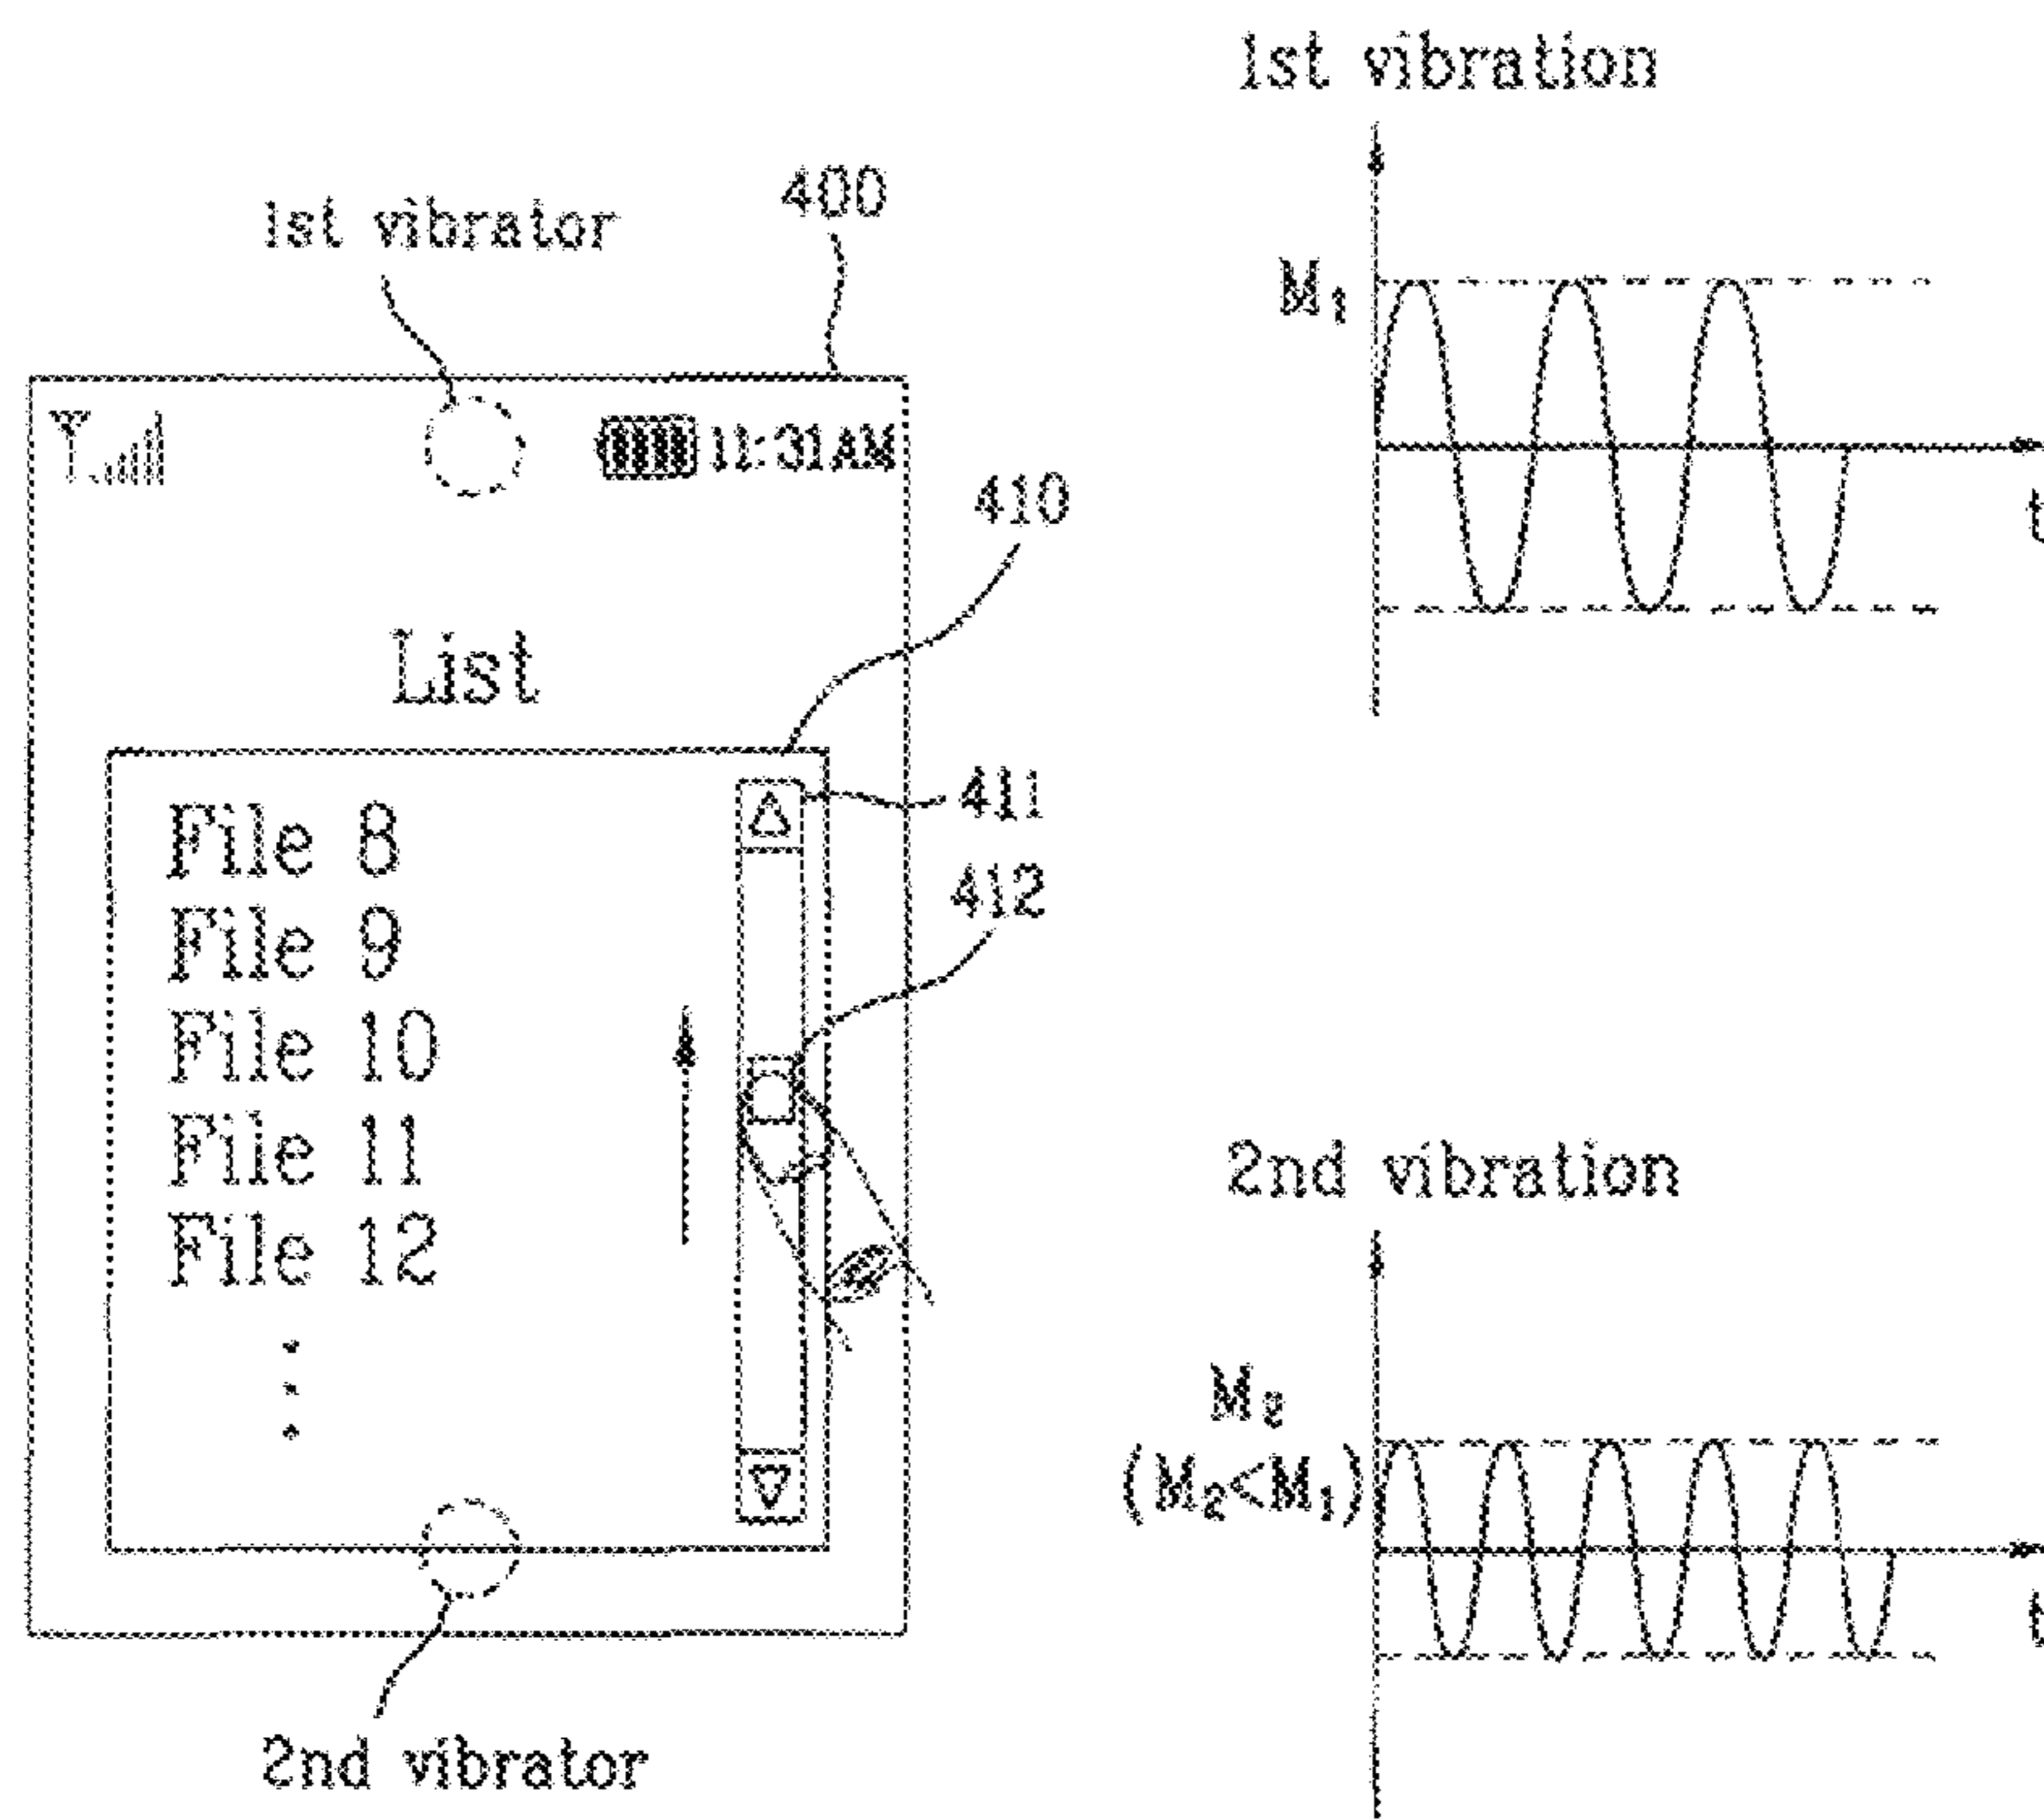 1st vibrator
400
11:31AM
410
List
411
412
File 8
File 9
File 10
File 11
File 12
2nd vibrator
1st vibration
M1
t
2nd vibration
M2
(M2<M1)
t